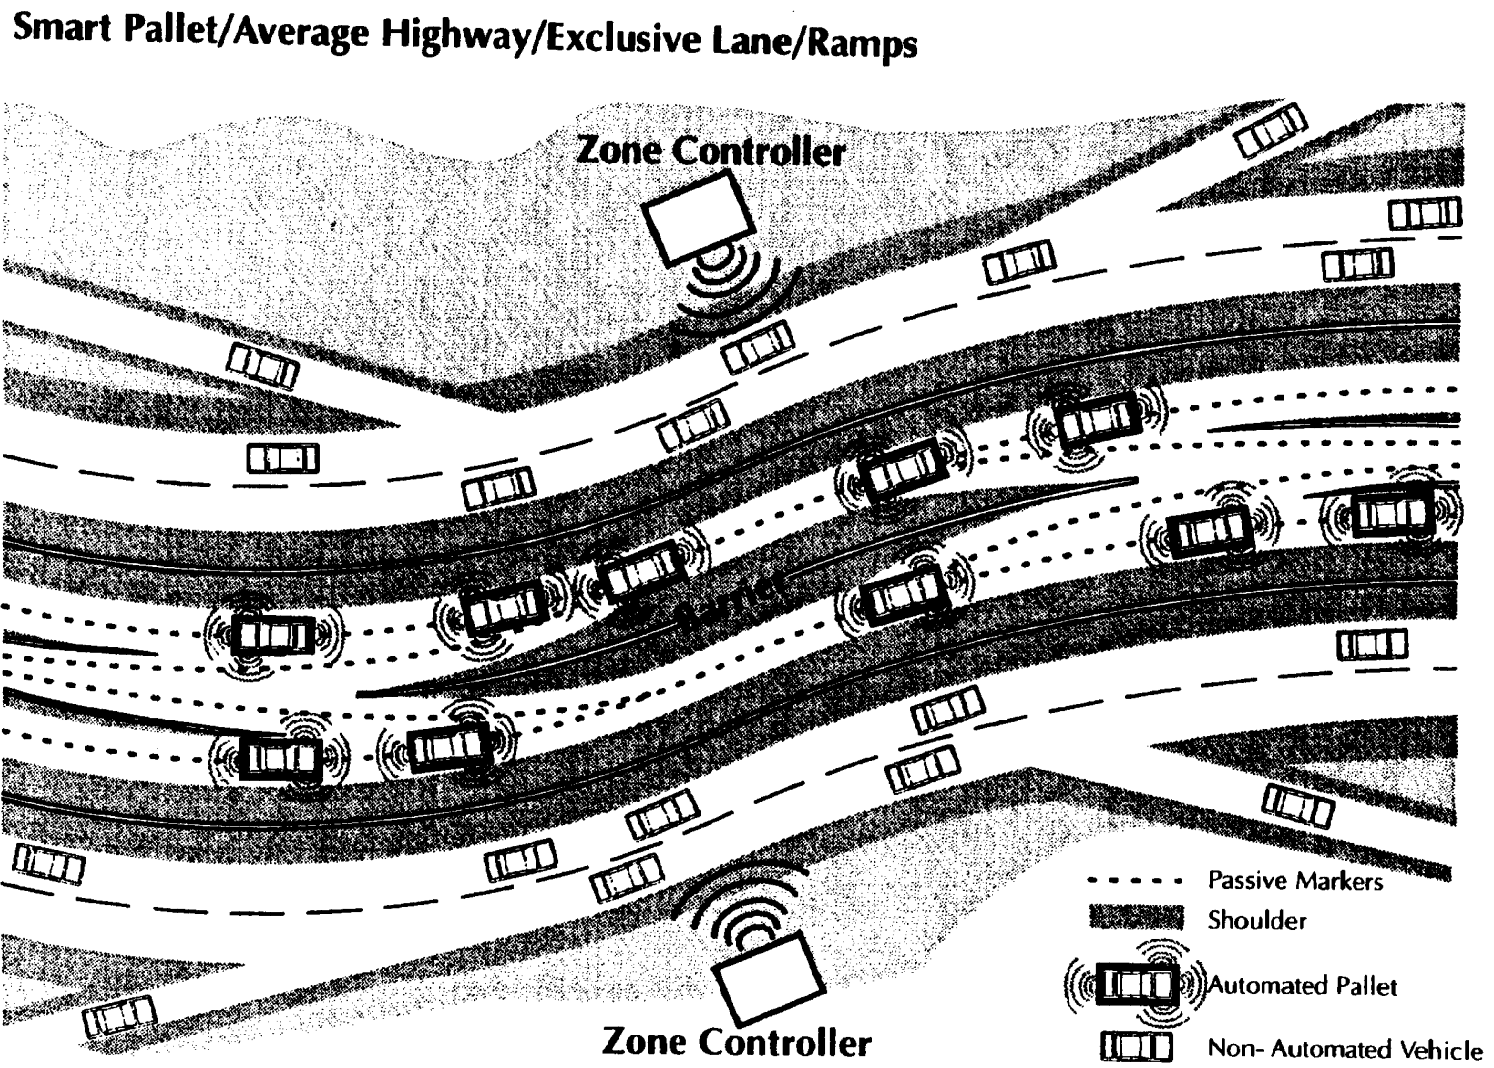 Smart Pallet/Average Highway/Exclusive Lane/Ramps
Zone Controller
Barrier
Passive Markers
Shoulder
Automated Pallet
Non- Automated Vehicle
Zone Controller